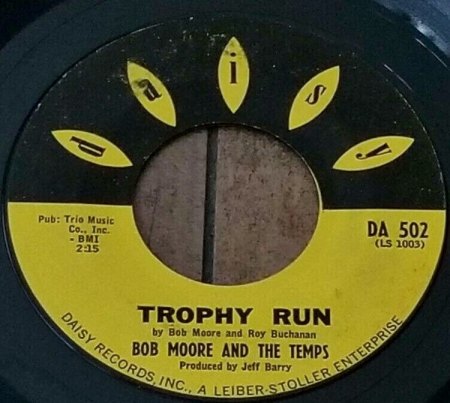 daisy
Pub: Trio Music
Co., Inc.
- BMI
2:15
DA 502
(LS 1003)
TROPHY RUN
by Bob Moore and Roy Buchanan
BOB MOORE AND THE TEMPS
Produced by Jeff Barry
DAISY RECORDS, INC., A LEIBER-STOLLER ENTERPRISE